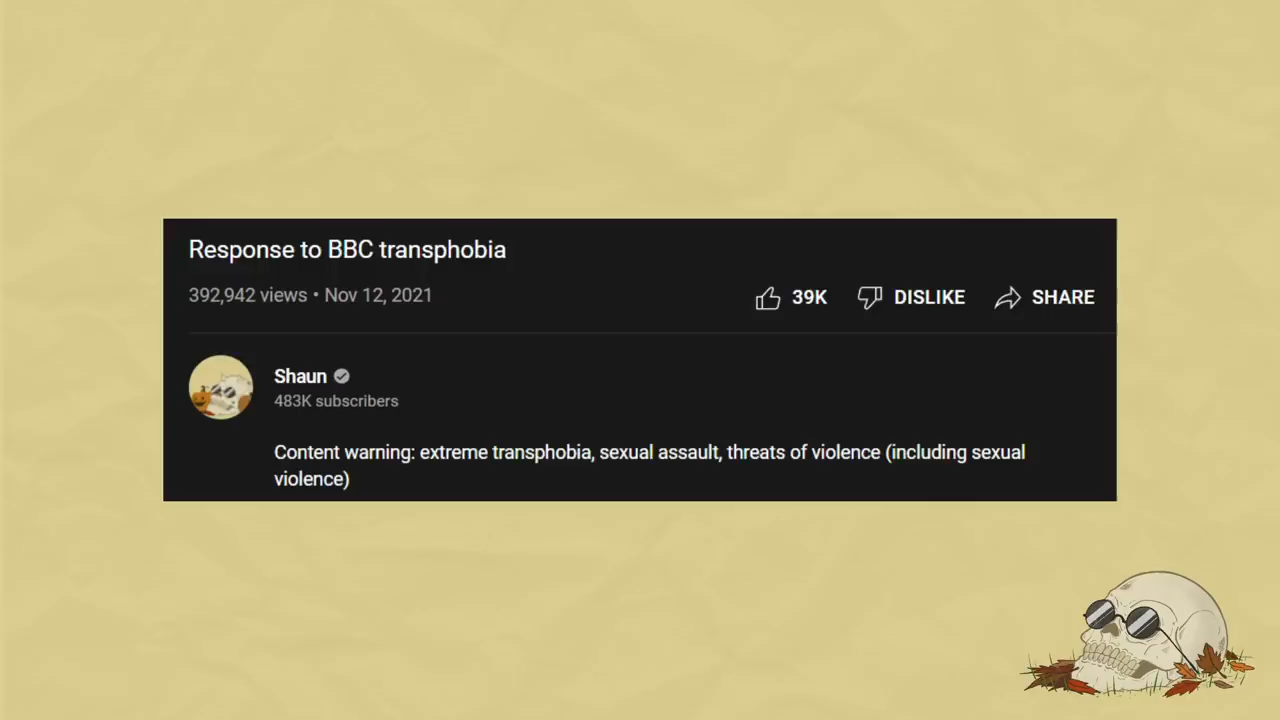 Response to BBC transphobia
392,942 views • Nov 12, 2021
39K DISLIKE SHARE
Shaun
483K subscribers
Content warning: extreme transphobia, sexual assault, threats of violence (including sexual
violence)